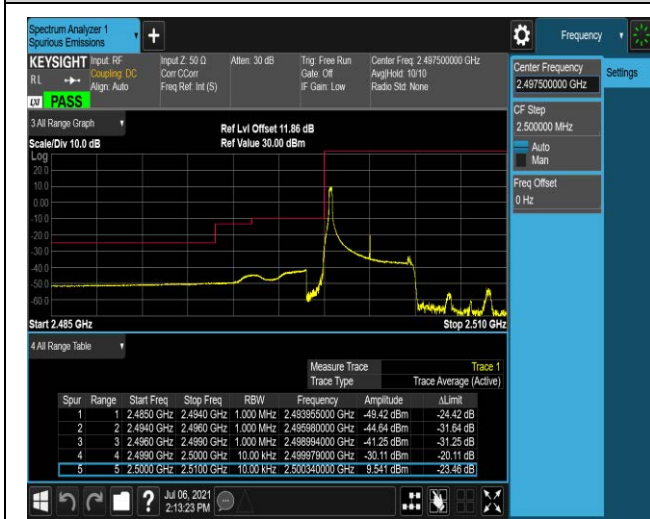 Spectrum Analyzer 1
Spurious Emissions
Frequency
KEYSIGHT Input: RF Input Z: 50 Ω Atten: 30 dB Trig: Free Run Center Freq: 2.497500000 GHz
RL Coupling: DC Corr CCorr Gate: Off Avg|Hold: 10/10
Align: Auto Freq Ref: Int (S) IF Gain: Low Radio Std: None
LXI PASS
Center Frequency
2.497500000 GHz
Settings
CF Step
2.500000 MHz
Auto
Man
Freq Offset
0 Hz
3 All Range Graph
Ref Lvl Offset 11.86 dB
Scale/Div 10.0 dB Ref Value 30.00 dBm
Log
20.0
10.0
0.00
-10.0
-20.0
-30.0
-40.0
-50.0
-60.0
Start 2.485 GHz Stop 2.510 GHz
4 All Range Table
Measure Trace Trace 1
Trace Type Trace Average (Active)
Spur Range Start Freq Stop Freq RBW Frequency Amplitude ΔLimit
1 1 2.4850 GHz 2.4940 GHz 1.000 MHz 2.493955000 GHz -49.42 dBm -24.42 dB
2 2 2.4940 GHz 2.4960 GHz 1.000 MHz 2.495980000 GHz -44.64 dBm -31.64 dB
3 3 2.4960 GHz 2.4990 GHz 1.000 MHz 2.498994000 GHz -41.25 dBm -31.25 dB
4 4 2.4990 GHz 2.5000 GHz 10.00 kHz 2.499979000 GHz -30.11 dBm -20.11 dB
5 5 2.5000 GHz 2.5100 GHz 10.00 kHz 2.500340000 GHz 9.541 dBm -23.46 dB
?
Jul 06, 2021
2:13:23 PM